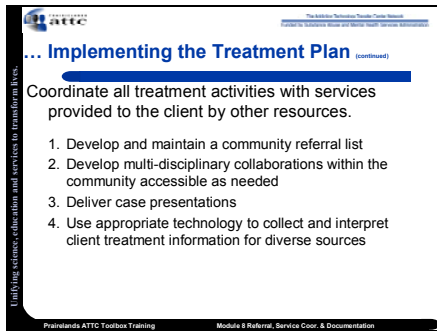 attc
The Addiction Technology Transfer Center Network
Funded by Substance Abuse and Mental Health Services Administration
… Implementing the Treatment Plan (continued)
Coordinate all treatment activities with services
provided to the client by other resources.
1. Develop and maintain a community referral list
2. Develop multi-disciplinary collaborations within the
community accessible as needed
3. Deliver case presentations
4. Use appropriate technology to collect and interpret
client treatment information for diverse sources
Unifying science, education and services to transform lives.
Prairelands ATTC Toolbox Training Module 8 Referral, Service Coor. & Documentation